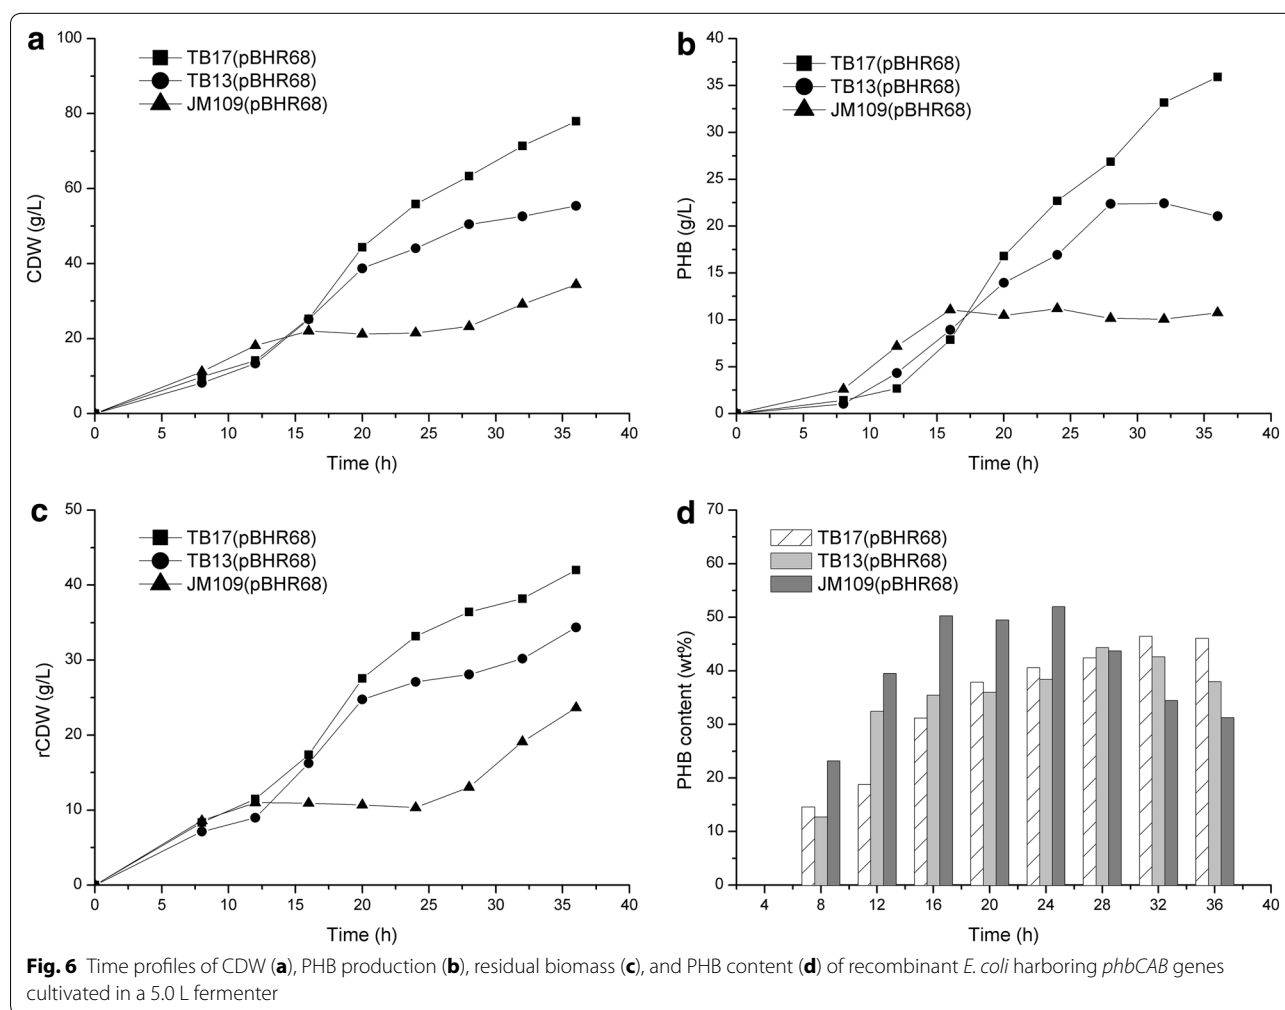 a
100
80
60
40
20
0
CDW (g/L)
TB17(pBHR68)
TB13(pBHR68)
JM109(pBHR68)
0 5 10 15 20 25 30 35 40
Time (h)
b
40
35
30
25
20
15
10
5
0
PHB (g/L)
TB17(pBHR68)
TB13(pBHR68)
JM109(pBHR68)
0 5 10 15 20 25 30 35 40
Time (h)
c
50
40
30
20
10
0
rCDW (g/L)
TB17(pBHR68)
TB13(pBHR68)
JM109(pBHR68)
0 5 10 15 20 25 30 35 40
Time (h)
d
70
60
50
40
30
20
10
0
PHB content (wt%)
TB17(pBHR68)
TB13(pBHR68)
JM109(pBHR68)
4 8 12 16 20 24 28 32 36 40
Time (h)
Fig. 6 Time profiles of CDW (a), PHB production (b), residual biomass (c), and PHB content (d) of recombinant E. coli harboring phbCAB genes
cultivated in a 5.0 L fermenter